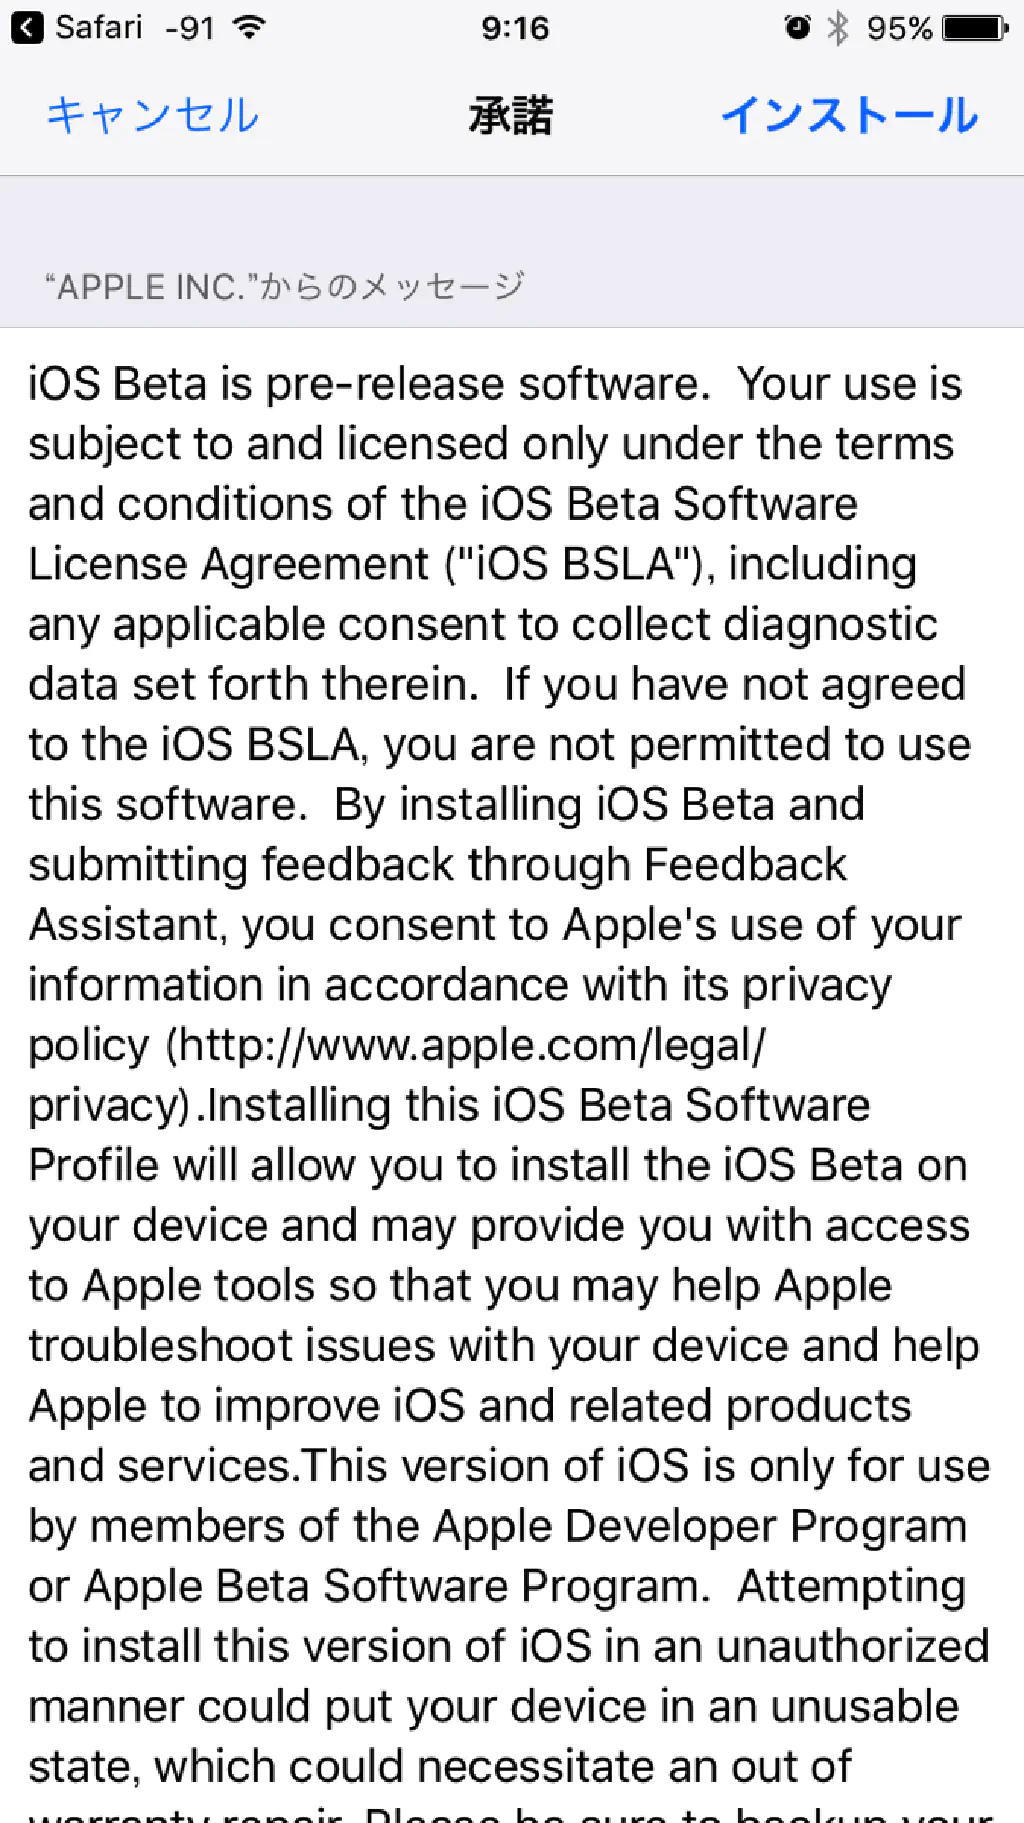 Safari -91 9:16 95%
キャンセル 承諾 インストール
“APPLE INC.”からのメッセージ
iOS Beta is pre-release software.  Your use is
subject to and licensed only under the terms
and conditions of the iOS Beta Software
License Agreement ("iOS BSLA"), including
any applicable consent to collect diagnostic
data set forth therein.  If you have not agreed
to the iOS BSLA, you are not permitted to use
this software.  By installing iOS Beta and
submitting feedback through Feedback
Assistant, you consent to Apple's use of your
information in accordance with its privacy
policy (http://www.apple.com/legal/
privacy).Installing this iOS Beta Software
Profile will allow you to install the iOS Beta on
your device and may provide you with access
to Apple tools so that you may help Apple
troubleshoot issues with your device and help
Apple to improve iOS and related products
and services.This version of iOS is only for use
by members of the Apple Developer Program
or Apple Beta Software Program.  Attempting
to install this version of iOS in an unauthorized
manner could put your device in an unusable
state, which could necessitate an out of
warranty repair. Please be sure to backup your